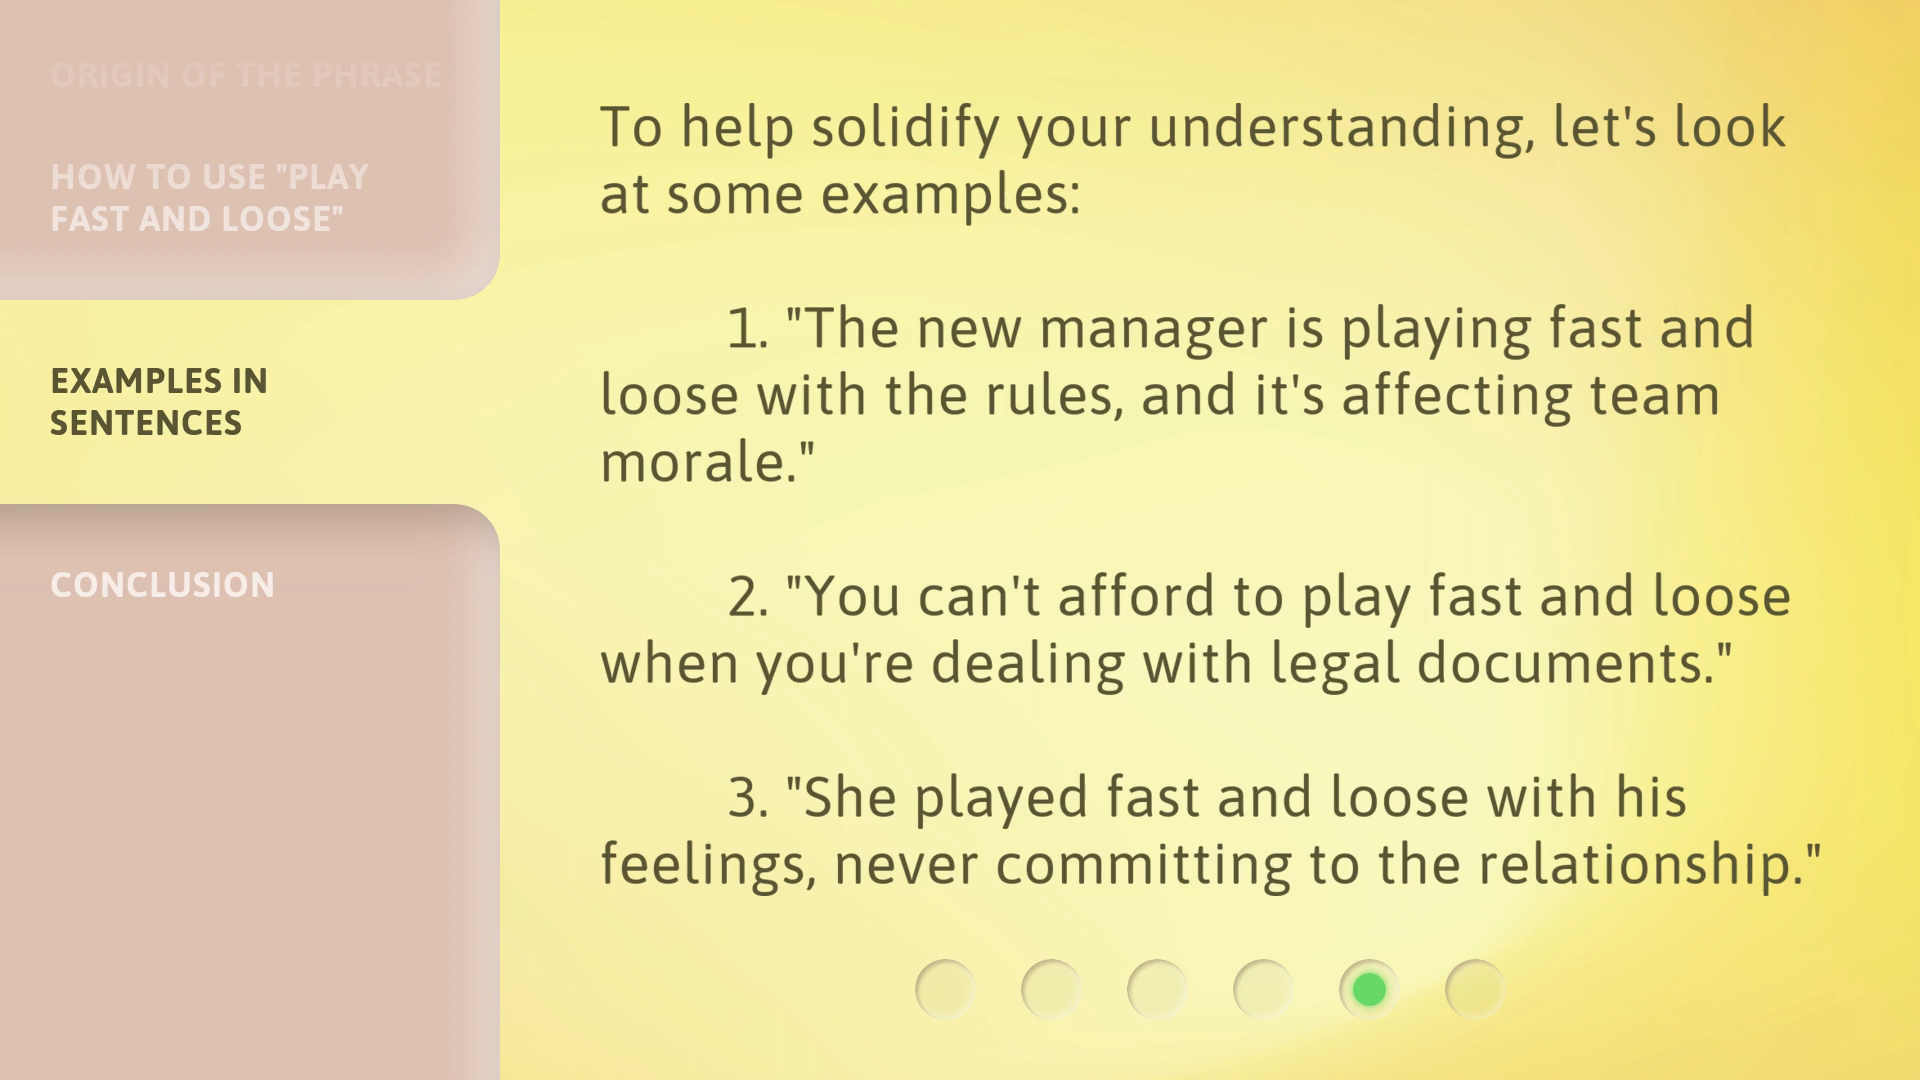 ORIGIN OF THE PHRASE
HOW TO USE "PLAY
FAST AND LOOSE"
EXAMPLES IN
SENTENCES
CONCLUSION
To help solidify your understanding, let's look
at some examples:
1. "The new manager is playing fast and
loose with the rules, and it's affecting team
morale."
2. "You can't afford to play fast and loose
when you're dealing with legal documents."
3. "She played fast and loose with his
feelings, never committing to the relationship."